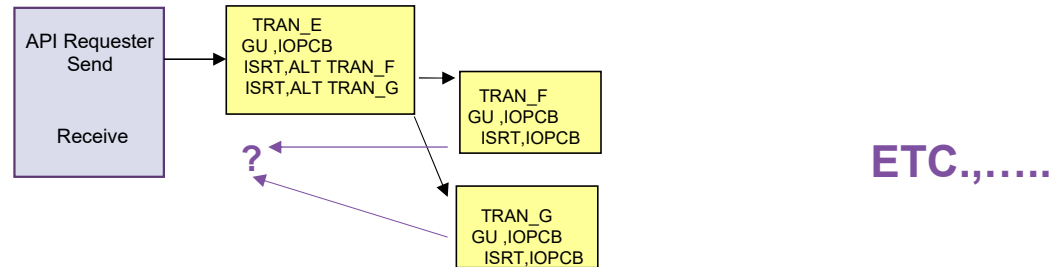 API Requester
Send
Receive
TRAN_E
GU ,IOPCB
ISRT,ALT TRAN_F
ISRT,ALT TRAN_G
TRAN_F
GU ,IOPCB
ISRT,IOPCB
?
TRAN_G
GU ,IOPCB
ISRT,IOPCB
ETC.,…..